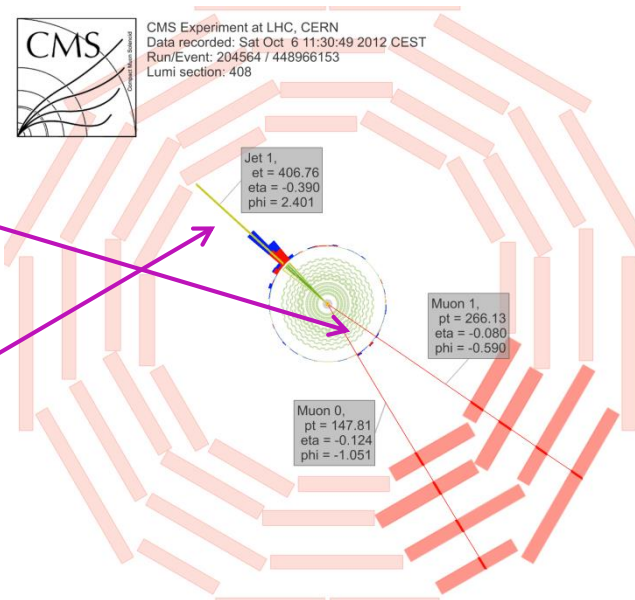 CMS
Compact Muon Solenoid
CMS Experiment at LHC, CERN
Data recorded: Sat Oct 6 11:30:49 2012 CEST
Run/Event: 204564 / 448966153
Lumi section: 408
Jet 1,
et = 406.76
eta = -0.390
phi = 2.401
Muon 1,
pt = 266.13
eta = -0.080
phi = -0.590
Muon 0,
pt = 147.81
eta = -0.124
phi = -1.051